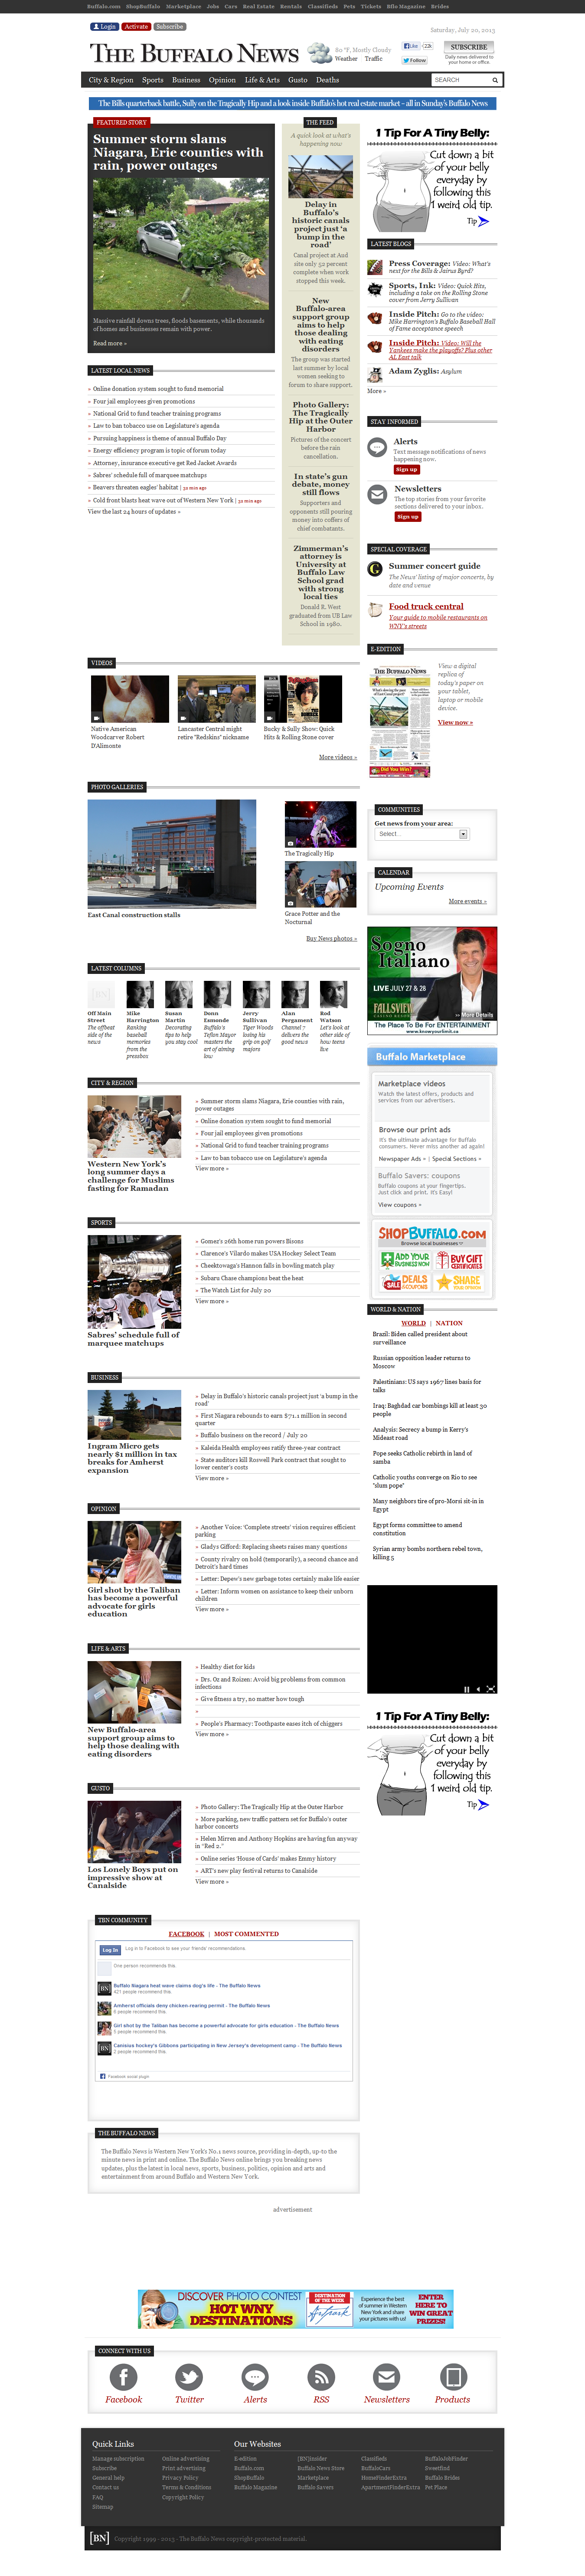 Buffalo.com ShopBuffalo Marketplace Jobs Cars Real Estate Rentals Classifieds Pets Tickets Bflo Magazine Brides
Login Activate Subscribe
Saturday, July 20, 2013
THE BUFFALO NEWS
80 °F, Mostly Cloudy
Weather Traffic
Like 22k
Follow
SUBSCRIBE
Daily news delivered to
your home or office.
City & Region Sports Business Opinion Life & Arts Gusto Deaths
SEARCH
The Bills quarterback battle, Sully on the Tragically Hip and a look inside Buffalo's hot real estate market – all in Sunday's Buffalo News
FEATURED STORY
Summer storm slams
Niagara, Erie counties with
rain, power outages
Massive rainfall downs trees, floods basements, while thousands
of homes and businesses remain with power.
Read more »
LATEST LOCAL NEWS
» Online donation system sought to fund memorial
» Four jail employees given promotions
» National Grid to fund teacher training programs
» Law to ban tobacco use on Legislature's agenda
» Pursuing happiness is theme of annual Buffalo Day
» Energy efficiency program is topic of forum today
» Attorney, insurance executive get Red Jacket Awards
» Sabres' schedule full of marquee matchups
» Beavers threaten eagles' habitat | 32 min ago
» Cold front blasts heat wave out of Western New York | 52 min ago
View the last 24 hours of updates »
THE FEED
A quick look at what's
happening now
Delay in
Buffalo's
historic canals
project just 'a
bump in the
road'
Canal project at Aud
site only 52 percent
complete when work
stopped this week.
New
Buffalo-area
support group
aims to help
those dealing
with eating
disorders
The group was started
last summer by local
women seeking to
forum to share support.
Photo Gallery:
The Tragically
Hip at the Outer
Harbor
Pictures of the concert
before the rain
cancellation.
In state's gun
debate, money
still flows
Supporters and
opponents still pouring
money into coffers of
chief combatants.
Zimmerman's
attorney is
University at
Buffalo Law
School grad
with strong
local ties
Donald R. West
graduated from UB Law
School in 1980.
1 Tip For A Tiny Belly:
Cut down a bit
of your belly
everyday by
following this
1 weird old tip.
Tip
LATEST BLOGS
Press Coverage: Video: What's
next for the Bills & Jairus Byrd?
Sports, Ink: Video: Quick Hits,
including a take on the Rolling Stone
cover from Jerry Sullivan
Inside Pitch: Go to the video:
Mike Harrington's Buffalo Baseball Hall
of Fame acceptance speech
Inside Pitch: Video: Will the
Yankees make the playoffs? Plus other
AL East talk
Adam Zyglis: Asylum
More »
STAY INFORMED
Alerts
Text message notifications of news
happening now.
Sign up
Newsletters
The top stories from your favorite
sections delivered to your inbox.
Sign up
SPECIAL COVERAGE
G
Summer concert guide
The News' listing of major concerts, by
date and venue
Food truck central
Your guide to mobile restaurants on
WNY's streets
E-EDITION
THE BUFFALO NEWS
Did You Win?
View a digital
replica of
today's paper on
your tablet,
laptop or mobile
device.
View now »
VIDEOS
Native American
Woodcarver Robert
D'Alimonte
Lancaster Central might
retire "Redskins" nickname
Bucky & Sully Show: Quick
Hits & Rolling Stone cover
More videos »
PHOTO GALLERIES
East Canal construction stalls
The Tragically Hip
Grace Potter and the
Nocturnal
Buy News photos »
COMMUNITIES
Get news from your area:
Select...
CALENDAR
Upcoming Events
More events »
Sogno
Italiano
LIVE JULY 27 & 28
FALLSVIEW
>> More Details
The Place To Be For ENTERTAINMENT
www.knowyourlimit.ca
LATEST COLUMNS
Off Main
Street
The offbeat
side of the
news
Mike
Harrington
Ranking
baseball
memories
from the
pressbox
Susan
Martin
Decorating
tips to help
you stay cool
Donn
Esmonde
Buffalo's
Teflon Mayor
masters the
art of aiming
low
Jerry
Sullivan
Tiger Woods
losing his
grip on golf
majors
Alan
Pergament
Channel 7
delivers the
good news
Rod
Watson
Let's look at
other side of
how teens
live
CITY & REGION
Western New York's
long summer days a
challenge for Muslims
fasting for Ramadan
» Summer storm slams Niagara, Erie counties with rain,
power outages
» Online donation system sought to fund memorial
» Four jail employees given promotions
» National Grid to fund teacher training programs
» Law to ban tobacco use on Legislature's agenda
View more »
SPORTS
Sabres' schedule full of
marquee matchups
» Gomez's 26th home run powers Bisons
» Clarence's Vilardo makes USA Hockey Select Team
» Cheektowaga's Hannon falls in bowling match play
» Subaru Chase champions beat the heat
» The Watch List for July 20
View more »
BUSINESS
Ingram Micro gets
nearly $1 million in tax
breaks for Amherst
expansion
» Delay in Buffalo's historic canals project just 'a bump in the
road'
» First Niagara rebounds to earn $71.1 million in second
quarter
» Buffalo business on the record / July 20
» Kaleida Health employees ratify three-year contract
» State auditors kill Roswell Park contract that sought to
lower center's costs
View more »
OPINION
Girl shot by the Taliban
has become a powerful
advocate for girls
education
» Another Voice: 'Complete streets' vision requires efficient
parking
» Gladys Gifford: Replacing sheets raises many questions
» County rivalry on hold (temporarily), a second chance and
Detroit's hard times
» Letter: Depew's new garbage totes certainly make life easier
» Letter: Inform women on assistance to keep their unborn
children
View more »
LIFE & ARTS
New Buffalo-area
support group aims to
help those dealing with
eating disorders
» Healthy diet for kids
» Drs. Oz and Roizen: Avoid big problems from common
infections
» Give fitness a try, no matter how tough
»
» People's Pharmacy: Toothpaste eases itch of chiggers
View more »
GUSTO
Los Lonely Boys put on
impressive show at
Canalside
» Photo Gallery: The Tragically Hip at the Outer Harbor
» More parking, new traffic pattern set for Buffalo's outer
harbor concerts
» Helen Mirren and Anthony Hopkins are having fun anyway
in "Red 2."
» Online series 'House of Cards' makes Emmy history
» ART's new play festival returns to Canalside
View more »
Buffalo Marketplace
Marketplace videos
Watch the latest offers, products and
services from our advertisers.
Browse our print ads
It's the ultimate advantage for Buffalo
consumers. Never miss another ad again!
Newspaper Ads » | Special Sections »
Buffalo Savers: coupons
Buffalo coupons at your fingertips.
Just click and print. It's Easy!
View coupons »
SHOPBUFFALO.COM
Browse local businesses
ADD YOUR BUSINESS NOW
BUY GIFT CERTIFICATES
SALE DEALS COUPONS
SHARE YOUR OPINION
WORLD & NATION
WORLD | NATION
Brazil: Biden called president about
surveillance
Russian opposition leader returns to
Moscow
Palestinians: US says 1967 lines basis for
talks
Iraq: Baghdad car bombings kill at least 30
people
Analysis: Secrecy a bump in Kerry's
Mideast road
Pope seeks Catholic rebirth in land of
samba
Catholic youths converge on Rio to see
"slum pope"
Many neighbors tire of pro-Morsi sit-in in
Egypt
Egypt forms committee to amend
constitution
Syrian army bombs northern rebel town,
killing 5
1 Tip For A Tiny Belly:
Cut down a bit
of your belly
everyday by
following this
1 weird old tip.
Tip
TBN COMMUNITY
FACEBOOK | MOST COMMENTED
Log In Log in to Facebook to see your friends' recommendations.
One person recommends this.
[BN] Buffalo Niagara heat wave claims dog's life - The Buffalo News
421 people recommend this.
Amherst officials deny chicken-rearing permit - The Buffalo News
6 people recommend this.
Girl shot by the Taliban has become a powerful advocate for girls education - The Buffalo News
5 people recommend this.
[BN] Canisius hockey's Gibbons participating in New Jersey's development camp - The Buffalo News
2 people recommend this.
Facebook social plugin
THE BUFFALO NEWS
The Buffalo News is Western New York's No.1 news source, providing in-depth, up-to the
minute news in print and online. The Buffalo News online brings you breaking news
updates, plus the latest in local news, sports, business, politics, opinion and arts and
entertainment from around Buffalo and Western New York.
advertisement
DISCOVER PHOTO CONTEST
HOT WNY
DESTINATIONS
DESTINATION
OF THE WEEK
Artpark
Experience the best
of summer in Western
New York and share
your pictures with us!
ENTER
HERE TO
WIN GREAT
PRIZES!
CONNECT WITH US
Facebook Twitter Alerts RSS Newsletters Products
Quick Links
Manage subscription
Subscribe
General help
Contact us
FAQ
Sitemap
Online advertising
Print advertising
Privacy Policy
Terms & Conditions
Copyright Policy
Our Websites
E-edition
Buffalo.com
ShopBuffalo
Buffalo Magazine
[BN]insider
Buffalo News Store
Marketplace
Buffalo Savers
Classifieds
BuffaloCars
HomeFinderExtra
ApartmentFinderExtra
BuffaloJobFinder
Sweetfind
Buffalo Brides
Pet Place
[BN] Copyright 1999 - 2013 - The Buffalo News copyright-protected material.